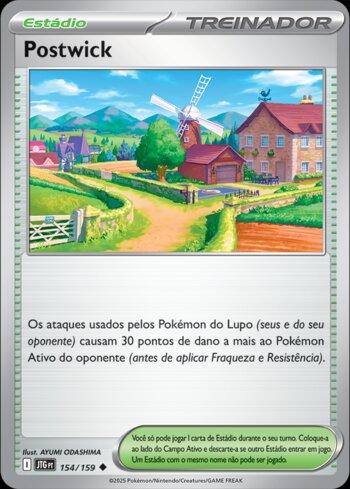 Estádio
TREINADOR
Postwick
Os ataques usados pelos Pokémon do Lupo (seus e do seu
oponente) causam 30 pontos de dano a mais ao Pokémon
Ativo do oponente (antes de aplicar Fraqueza e Resistência).
Ilust. AYUMI ODASHIMA
I JTG PT 154/159
Você só pode jogar 1 carta de Estádio durante o seu turno. Coloque-a
ao lado do Campo Ativo e descarte-a se outro Estádio entrar em jogo.
Um Estádio com o mesmo nome não pode ser jogado.
©2025 Pokémon/Nintendo/Creatures/GAME FREAK